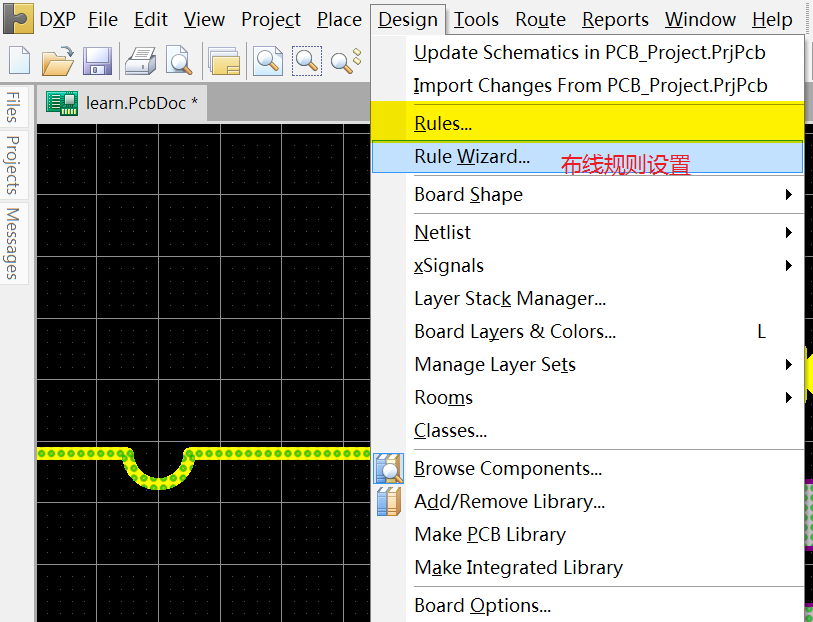 DXP File Edit View Project Place Design Tools Route Reports Window Help
learn.PcbDoc *
Files
Projects
Messages
Update Schematics in PCB_Project.PrjPcb
Import Changes From PCB_Project.PrjPcb
Rules...
Rule Wizard...
布线规则设置
Board Shape
Netlist
xSignals
Layer Stack Manager...
Board Layers & Colors... L
Manage Layer Sets
Rooms
Classes...
Browse Components...
Add/Remove Library...
Make PCB Library
Make Integrated Library
Board Options...